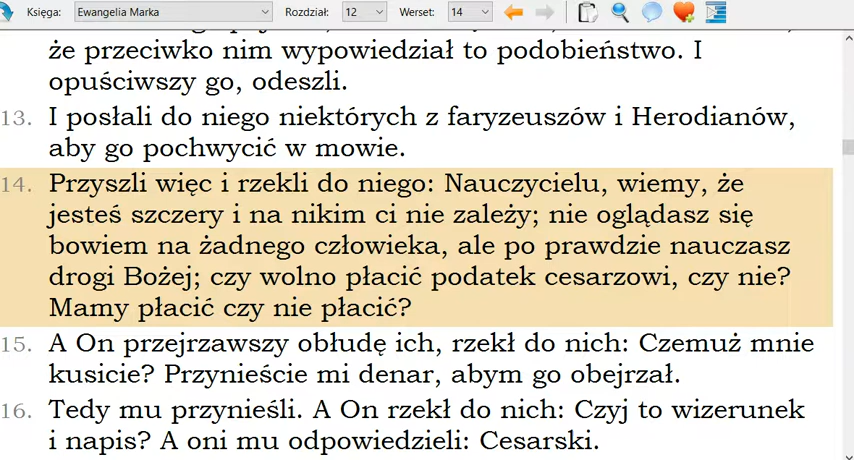 Księga: Ewangelia Marka Rozdział: 12 Werset: 14
że przeciwko nim wypowiedział to podobieństwo. I
opuściwszy go, odeszli.
13. I posłali do niego niektórych z faryzeuszów i Herodianów,
aby go pochwycić w mowie.
14. Przyszli więc i rzekli do niego: Nauczycielu, wiemy, że
jesteś szczery i na nikim ci nie zależy; nie oglądasz się
bowiem na żadnego człowieka, ale po prawdzie nauczasz
drogi Bożej; czy wolno płacić podatek cesarzowi, czy nie?
Mamy płacić czy nie płacić?
15. A On przejrzawszy obłudę ich, rzekł do nich: Czemuż mnie
kusicie? Przynieście mi denar, abym go obejrzał.
16. Tedy mu przynieśli. A On rzekł do nich: Czyj to wizerunek
i napis? A oni mu odpowiedzieli: Cesarski.